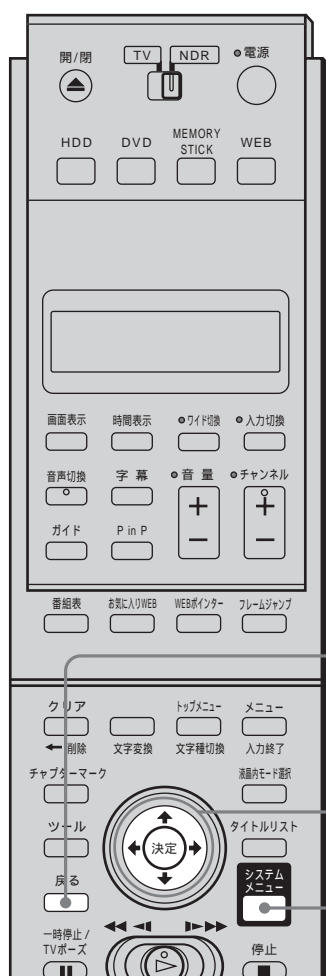 開/閉 TV NDR 電源
HDD DVD MEMORY STICK WEB
画面表示 時間表示 ワイド切換 入力切換
音声切換 字幕 音量 チャンネル
+ +
ガイド P in P
− −
番組表 お気に入りWEB WEBポインター フレームジャンプ
クリア トップメニュー メニュー
削除 文字変換 文字種切換 入力終了
チャプターマーク 液晶内モード選択
ツール 決定 タイトルリスト
戻る システムメニュー
一時停止/TVポーズ 停止